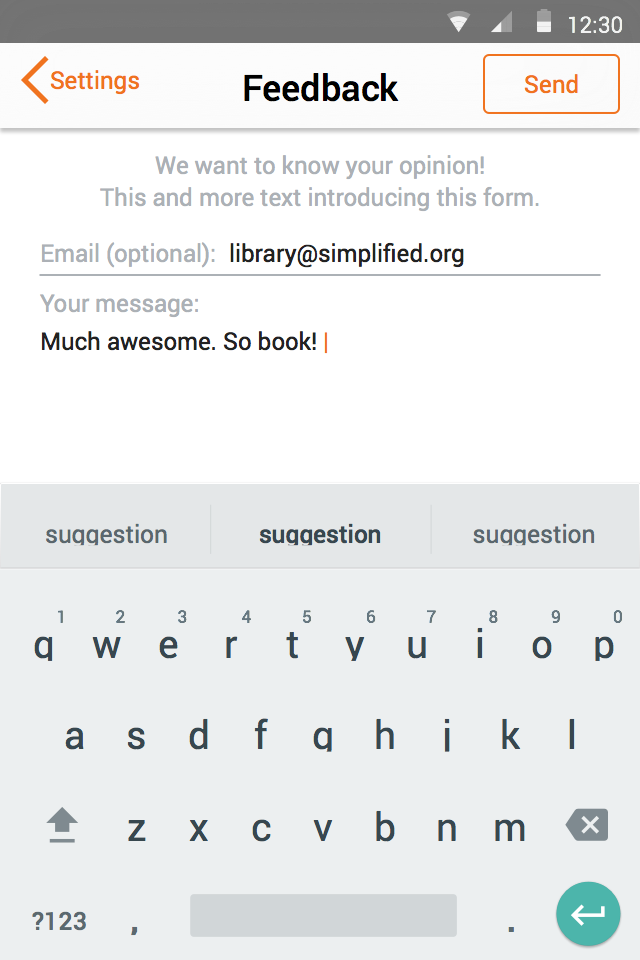 12:30
Settings Feedback Send
We want to know your opinion!
This and more text introducing this form.
Email (optional): library@simplified.org
Your message:
Much awesome. So book!
suggestion suggestion suggestion
1 2 3 4 5 6 7 8 9 0
q w e r t y u i o p
a s d f g h j k l
z x c v b n m
?123 , .